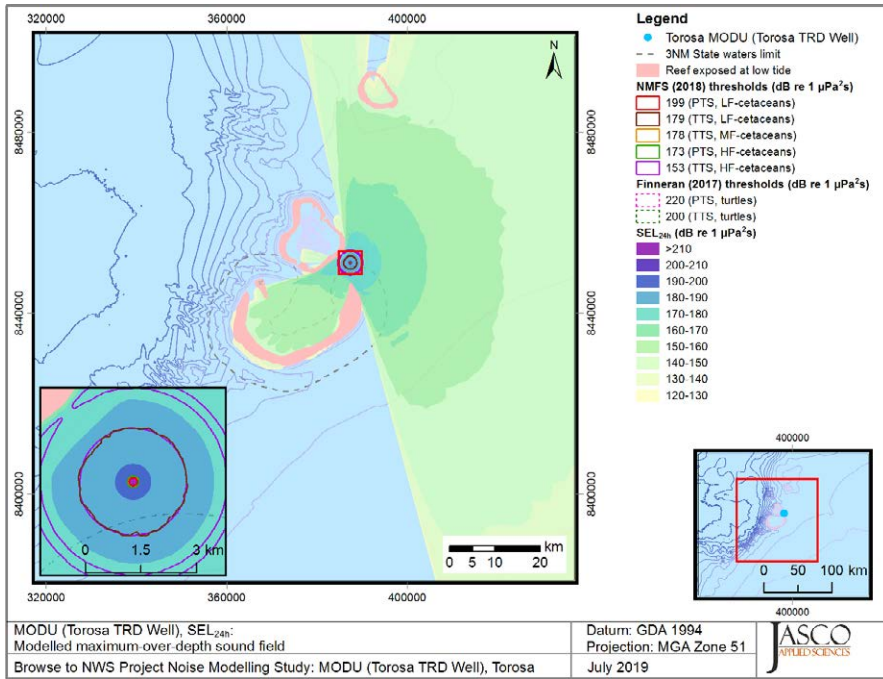 320000 360000 400000
Legend
Torosa MODU (Torosa TRD Well)
3NM State waters limit
Reef exposed at low tide
NMFS (2018) thresholds (dB re 1 µPa²s)
199 (PTS, LF-cetaceans)
179 (TTS, LF-cetaceans)
178 (TTS, MF-cetaceans)
173 (PTS, HF-cetaceans)
153 (TTS, HF-cetaceans)
Finneran (2017) thresholds (dB re 1 µPa²s)
220 (PTS, turtles)
200 (TTS, turtles)
SEL24h (dB re 1 µPa²s)
>210
200-210
190-200
180-190
170-180
160-170
150-160
140-150
130-140
120-130
N
8480000
8480000
8440000
8440000
8400000
8400000
0 1.5 3 km
km
0 5 10 20
320000 360000 400000
400000
0 50 100 km
400000
MODU (Torosa TRD Well), SEL24h:
Modelled maximum-over-depth sound field
Browse to NWS Project Noise Modelling Study: MODU (Torosa TRD Well), Torosa
Datum: GDA 1994
Projection: MGA Zone 51
July 2019
JASCO
APPLIED SCIENCES